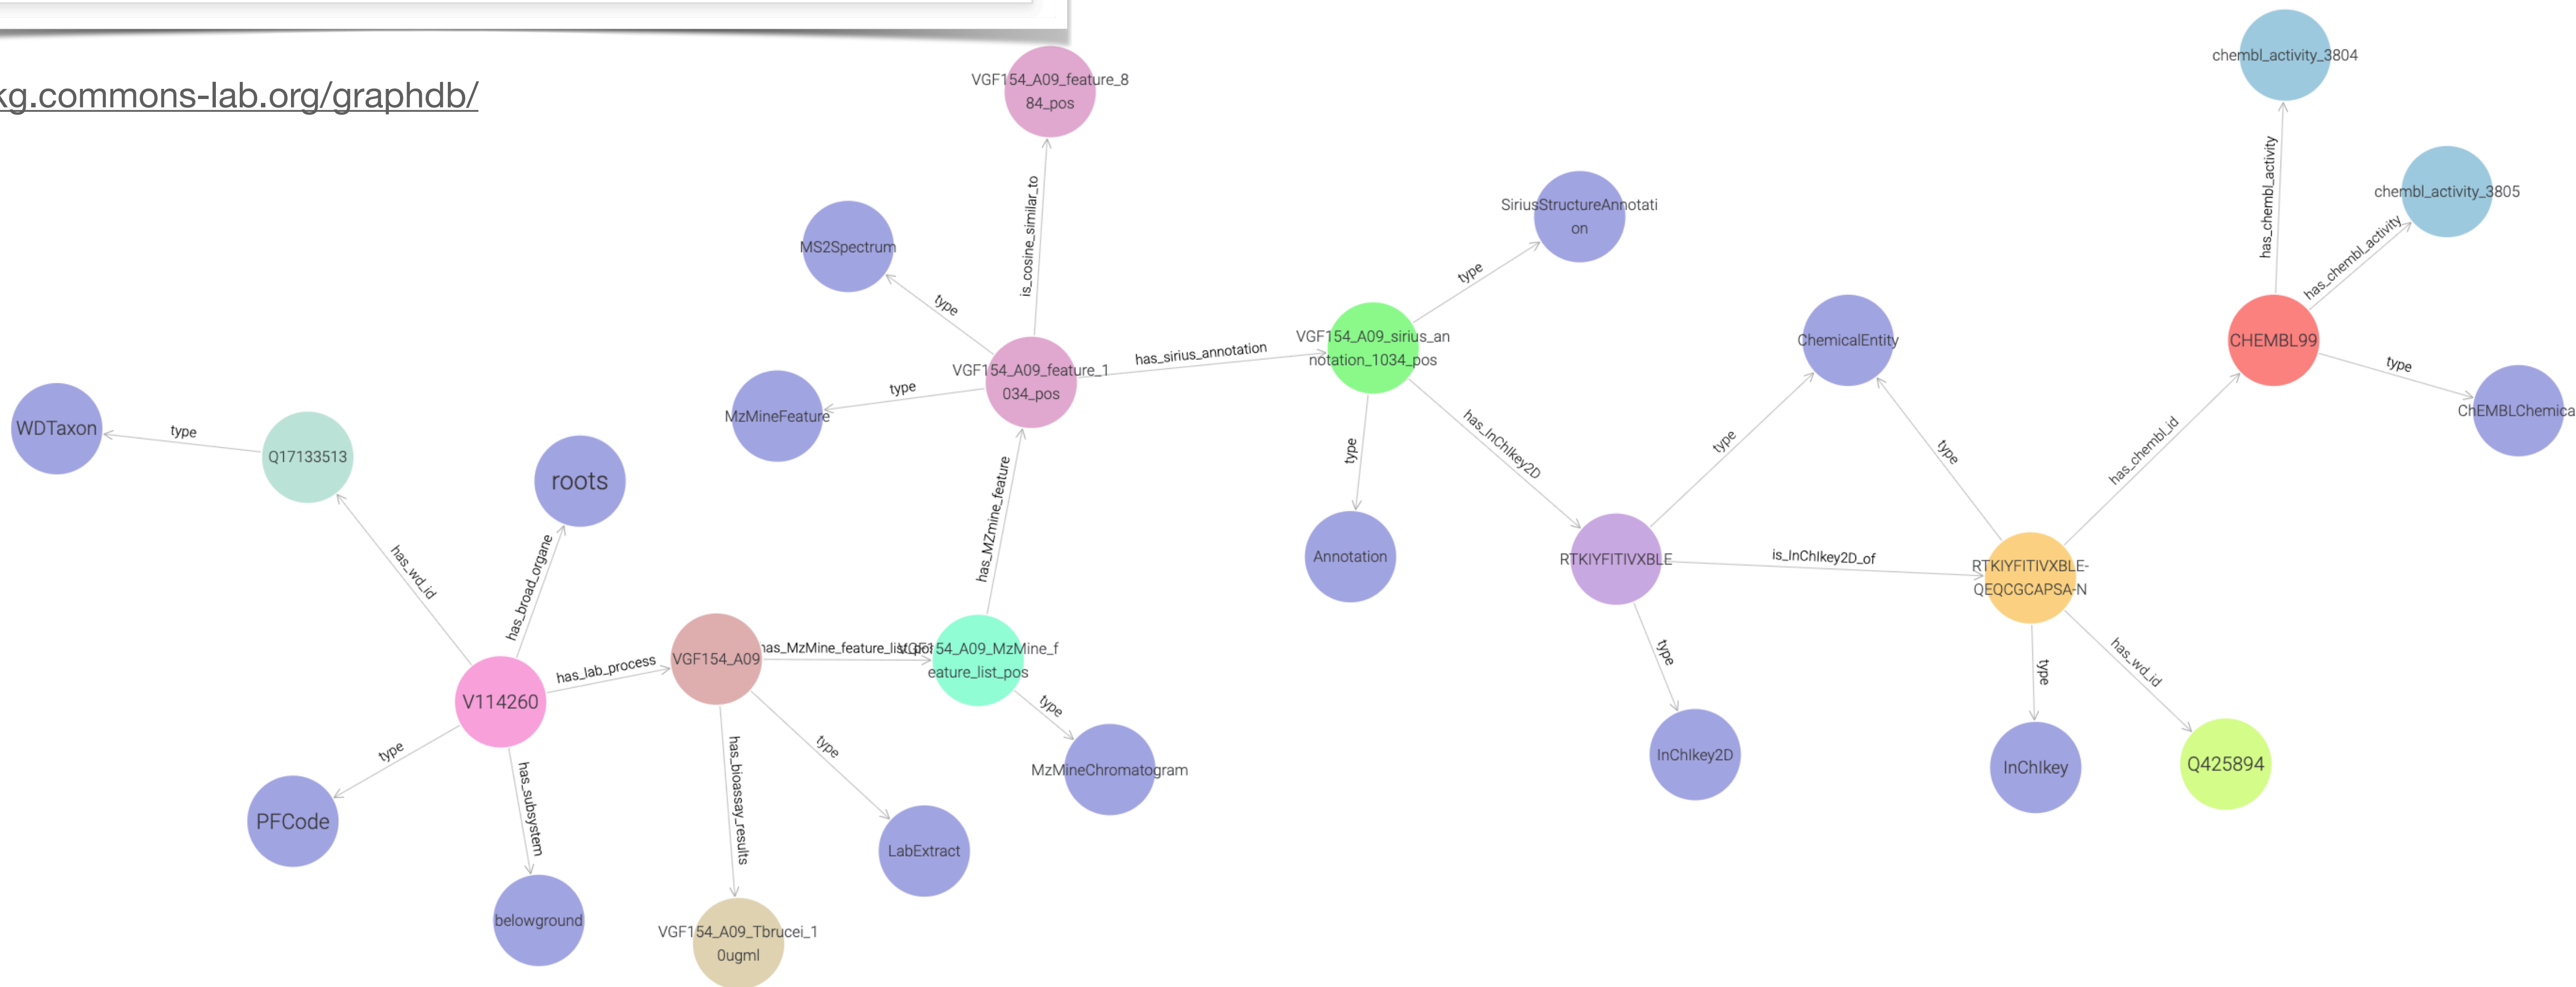 kg.commons-lab.org/graphdb/
chembl_activity_3804
VGF154_A09_feature_8
84_pos
has_chembl_activity
chembl_activity_3805
is_cosine_similar_to
SiriusStructureAnnotati
on
MS2Spectrum
type
type
has_chembl_activity
VGF154_A09_sirius_an
notation_1034_pos
ChemicalEntity
CHEMBL99
has_sirius_annotation
VGF154_A09_feature_1
034_pos
type
type
MzMineFeature
ChEMBLChemica
WDTaxon
type
Q17133513
roots
has_MZmine_feature
type
has_InChIkey2D
type
type
has_chembl_id
Annotation
RTKIYFITIVXBLE
is_InChIkey2D_of
RTKIYFITIVXBLE-
QEQCGCAPSA-N
has_wd_id
has_broad_organe
has_lab_process
VGF154_A09
has_MzMine_feature_list_pos
VGF154_A09_MzMine_f
eature_list_pos
type
type
has_wd_id
V114260
type
type
type
MzMineChromatogram
InChIkey2D
InChIkey
Q425894
PFCode
has_subsystem
has_bioassay_results
LabExtract
belowground
VGF154_A09_Tbrucei_1
0ugml